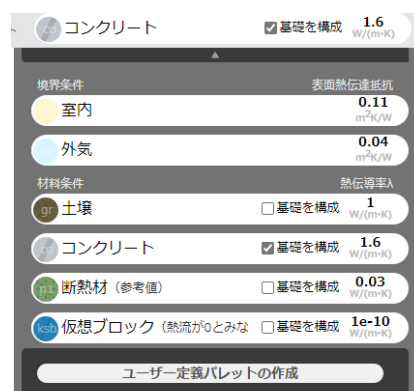 co コンクリート ☑基礎を構成 1.6 W/(m・K)
▲
境界条件 表面熱伝達抵抗
室内 0.11 m²K/W
外気 0.04 m²K/W
材料条件 熱伝導率λ
gr 土壌 □基礎を構成 1 W/(m・K)
co コンクリート ☑基礎を構成 1.6 W/(m・K)
p1 断熱材（参考値） □基礎を構成 0.03 W/(m・K)
ksb 仮想ブロック（熱流が0とみな □基礎を構成 1e-10 W/(m・K)
ユーザー定義パレットの作成